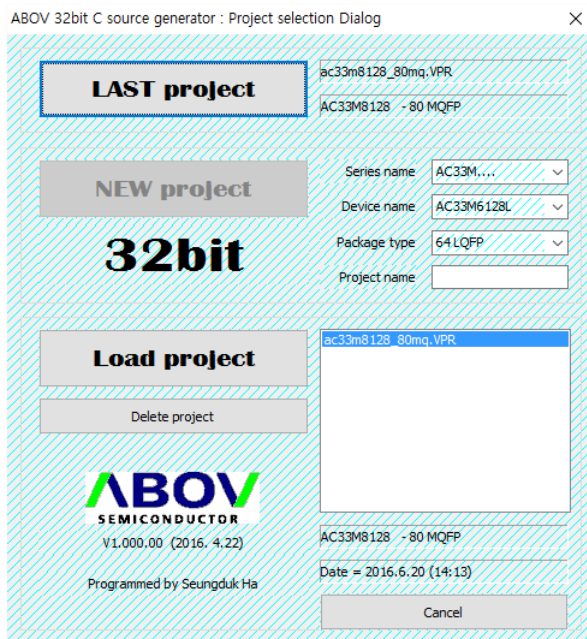 ABOV 32bit C source generator : Project selection Dialog
LAST project
ac33m8128_80mq.VPR
AC33M8128 - 80 MQFP
NEW project
32bit
Series name AC33M....
Device name AC33M6128L
Package type 64 LQFP
Project name
Load project
Delete project
ac33m8128_80mq.VPR
ABOV
SEMICONDUCTOR
V1.000.00 (2016. 4.22)
Programmed by Seungduk Ha
AC33M8128 - 80 MQFP
Date = 2016.6.20 (14:13)
Cancel